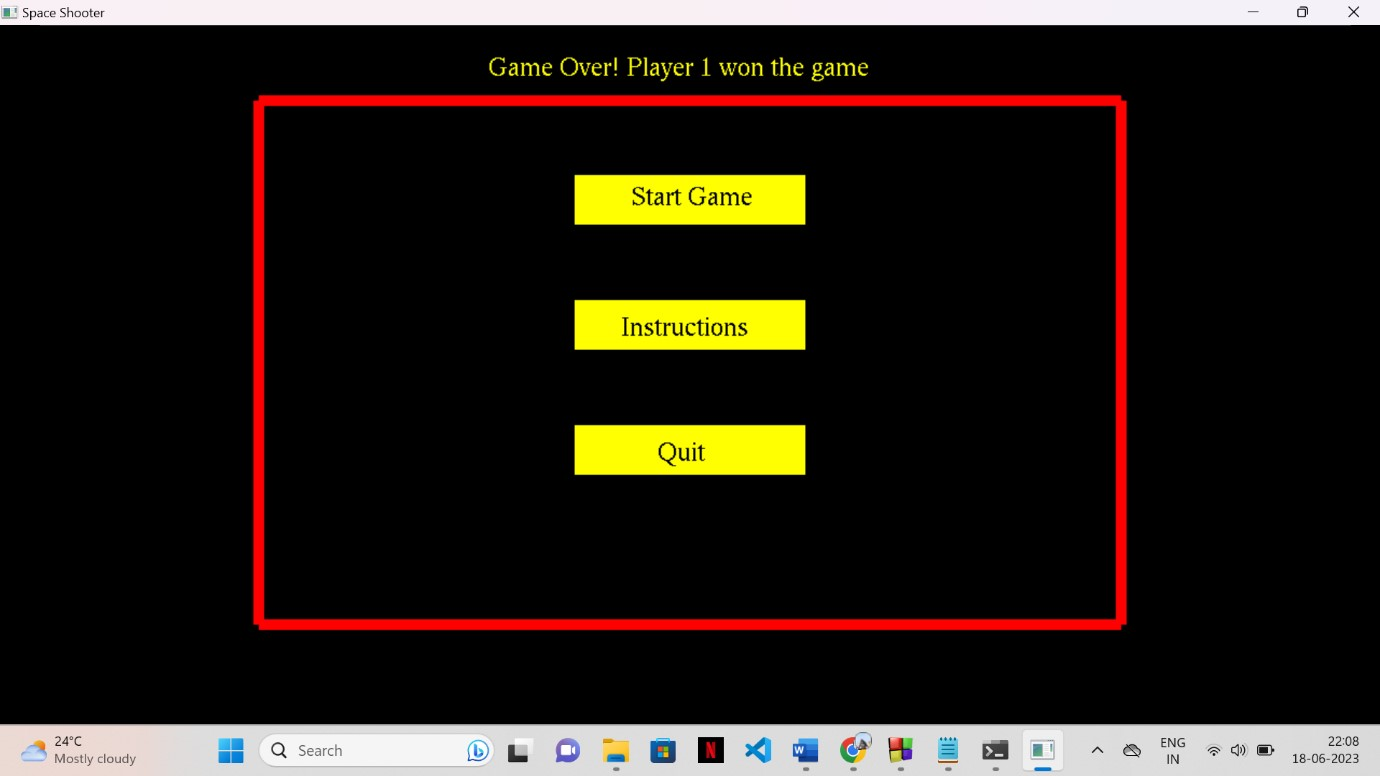 Space Shooter
Game Over! Player 1 won the game
Start Game
Instructions
Quit
24°C
Mostly cloudy
Search
ENG
IN
22:08
18-06-2023